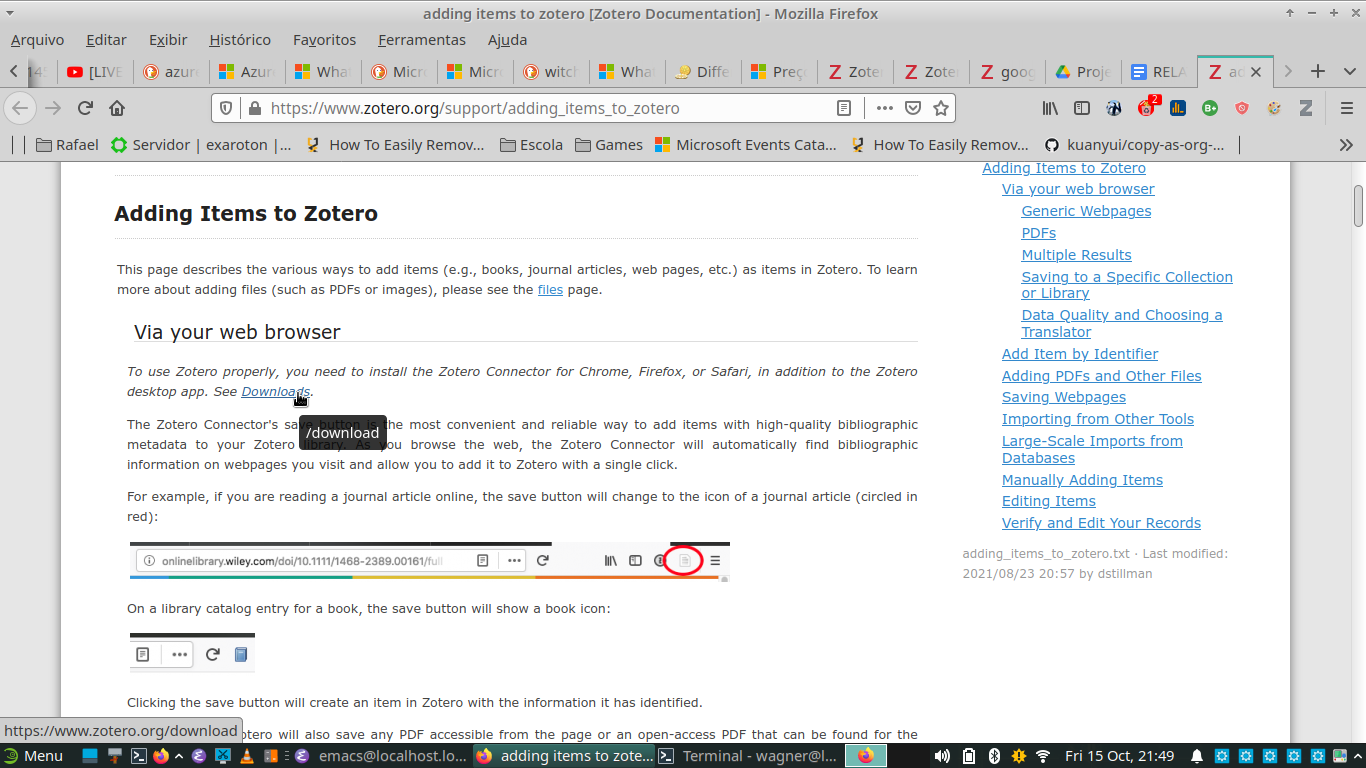 adding items to zotero [Zotero Documentation] - Mozilla Firefox
Arquivo Editar Exibir Histórico Favoritos Ferramentas Ajuda
[LIVE azur Azur What Micr Micr witch What Diffe Preç Zote Zote goog Proje RELA ad
https://www.zotero.org/support/adding_items_to_zotero 2 B+ Z
Rafael Servidor | exaroton |... How To Easily Remov... Escola Games Microsoft Events Cata... How To Easily Remov... kuanyui/copy-as-org-...
Adding Items to Zotero
This page describes the various ways to add items (e.g., books, journal articles, web pages, etc.) as items in Zotero. To learn
more about adding files (such as PDFs or images), please see the files page.
Via your web browser
To use Zotero properly, you need to install the Zotero Connector for Chrome, Firefox, or Safari, in addition to the Zotero
desktop app. See Downloads.
/download
The Zotero Connector's save button is the most convenient and reliable way to add items with high-quality bibliographic
metadata to your Zotero library. As you browse the web, the Zotero Connector will automatically find bibliographic
information on webpages you visit and allow you to add it to Zotero with a single click.
For example, if you are reading a journal article online, the save button will change to the icon of a journal article (circled in
red):
onlinelibrary.wiley.com/doi/10.1111/1468-2389.00161/full
On a library catalog entry for a book, the save button will show a book icon:
Clicking the save button will create an item in Zotero with the information it has identified.
otero will also save any PDF accessible from the page or an open-access PDF that can be found for the
Adding Items to Zotero
Via your web browser
Generic Webpages
PDFs
Multiple Results
Saving to a Specific Collection
or Library
Data Quality and Choosing a
Translator
Add Item by Identifier
Adding PDFs and Other Files
Saving Webpages
Importing from Other Tools
Large-Scale Imports from
Databases
Manually Adding Items
Editing Items
Verify and Edit Your Records
adding_items_to_zotero.txt · Last modified:
2021/08/23 20:57 by dstillman
https://www.zotero.org/download
Menu emacs@localhost.lo... adding items to zote... Terminal - wagner@l... Fri 15 Oct, 21:49